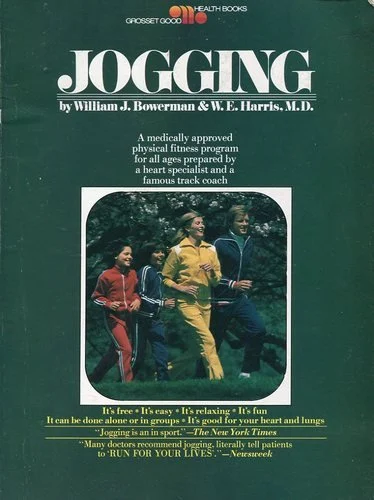 GROSSET GOOD HEALTH BOOKS
JOGGING
by William J. Bowerman & W. E. Harris, M.D.
A medically approved
physical fitness program
for all ages prepared by
a heart specialist and a
famous track coach
It's free * It's easy * It's relaxing * It's fun
It can be done alone or in groups * It's good for your heart and lungs
"Jogging is an in sport."—The New York Times
"Many doctors recommend jogging, literally tell patients
to 'RUN FOR YOUR LIVES'."—Newsweek